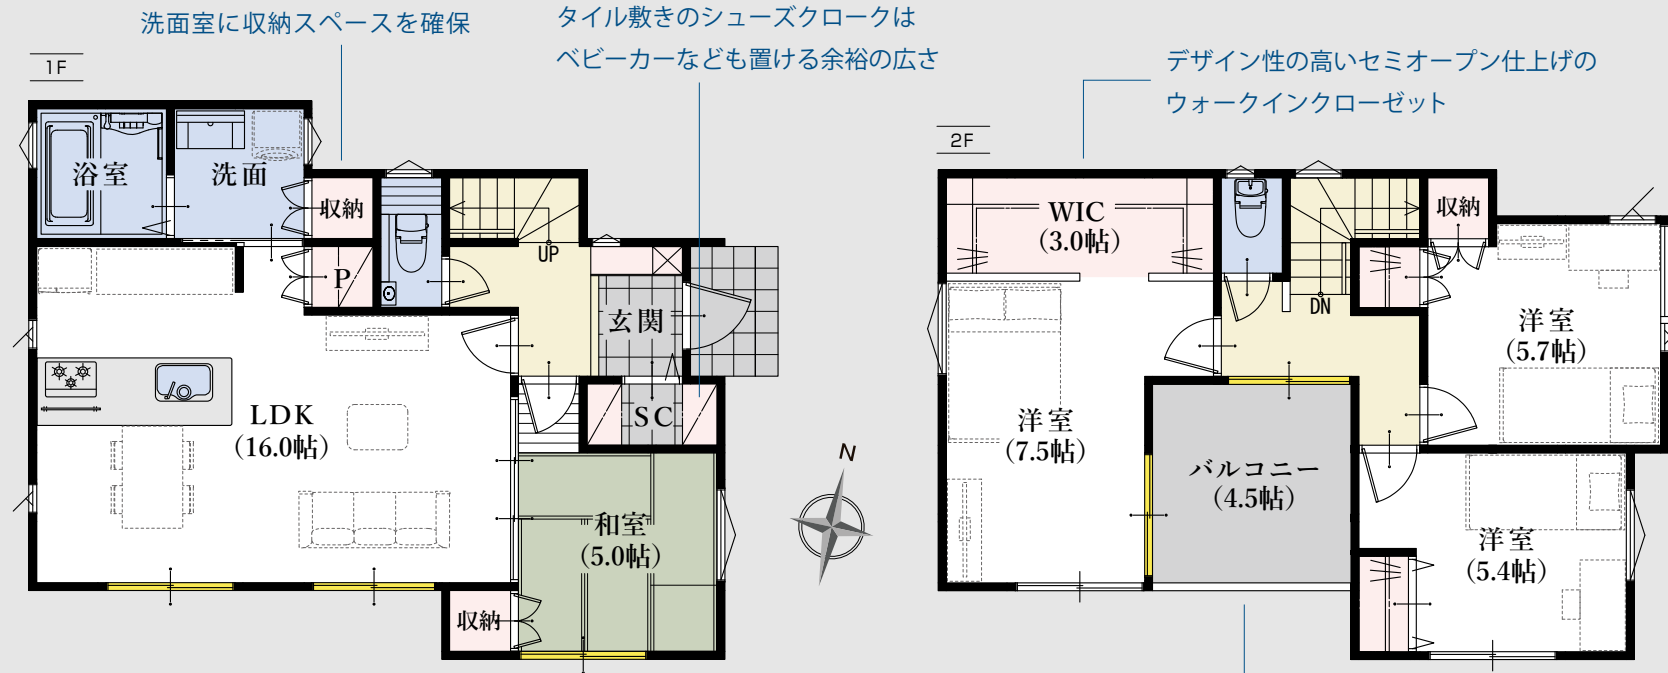 洗面室に収納スペースを確保
タイル敷きのシューズクロークは
ベビーカーなども置ける余裕の広さ
デザイン性の高いセミオープン仕上げの
ウォークインクローゼット
1F
浴室
洗面
収納
P
UP
玄関
SC
LDK
(16.0帖)
和室
(5.0帖)
収納
N
2F
WIC
(3.0帖)
収納
DN
洋室
(5.7帖)
洋室
(7.5帖)
バルコニー
(4.5帖)
洋室
(5.4帖)